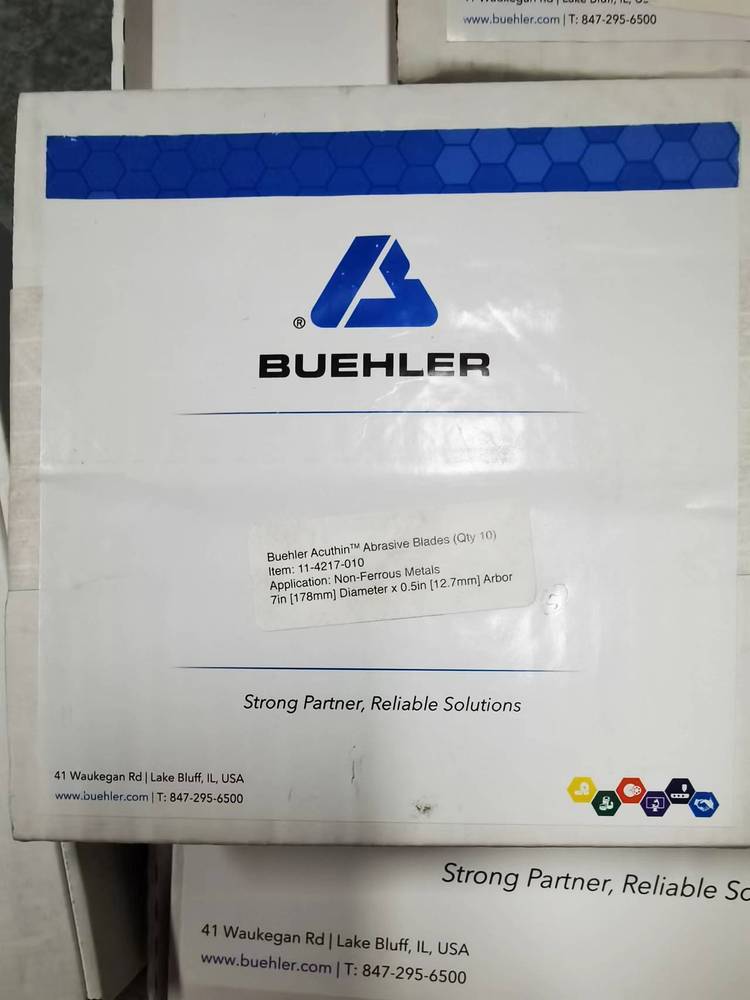 www.buehler.com | T: 847-295-6500
®
BUEHLER
Buehler Acuthin™ Abrasive Blades (Qty 10)
Item: 11-4217-010
Application: Non-Ferrous Metals
7in [178mm] Diameter x 0.5in [12.7mm] Arbor
Strong Partner, Reliable Solutions
41 Waukegan Rd | Lake Bluff, IL, USA
www.buehler.com | T: 847-295-6500
Strong Partner, Reliable So
41 Waukegan Rd | Lake Bluff, IL, USA
www.buehler.com | T: 847-295-6500